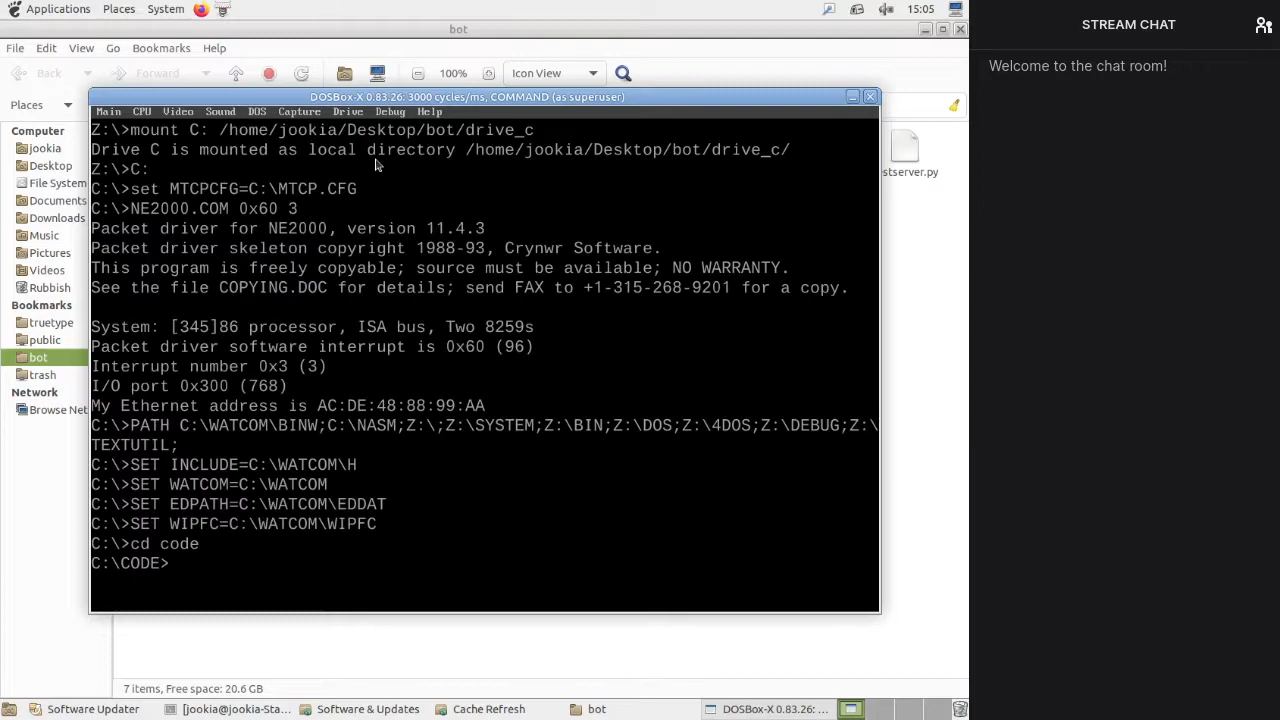 Applications Places System 15:05
STREAM CHAT
bot
File Edit View Go Bookmarks Help
Back Forward 100% Icon View
Welcome to the chat room!
Places
DOSBox-X 0.83.26: 3000 cycles/ms, COMMAND (as superuser)
Main CPU Video Sound DOS Capture Drive Debug Help
Computer
jookia
Desktop
File System
Documents
Downloads
Music
Pictures
Videos
Rubbish
Bookmarks
truetype
public
bot
trash
Network
Browse Net
Z:\>mount C: /home/jookia/Desktop/bot/drive_c
Drive C is mounted as local directory /home/jookia/Desktop/bot/drive_c/
Z:\>C:
C:\>set MTCPCFG=C:\MTCP.CFG
C:\>NE2000.COM 0x60 3
Packet driver for NE2000, version 11.4.3
Packet driver skeleton copyright 1988-93, Crynwr Software.
This program is freely copyable; source must be available; NO WARRANTY.
See the file COPYING.DOC for details; send FAX to +1-315-268-9201 for a copy.
System: [345]86 processor, ISA bus, Two 8259s
Packet driver software interrupt is 0x60 (96)
Interrupt number 0x3 (3)
I/O port 0x300 (768)
My Ethernet address is AC:DE:48:88:99:AA
C:\>PATH C:\WATCOM\BINW;C:\NASM;Z:\;Z:\SYSTEM;Z:\BIN;Z:\DOS;Z:\4DOS;Z:\DEBUG;Z:\
TEXTUTIL;
C:\>SET INCLUDE=C:\WATCOM\H
C:\>SET WATCOM=C:\WATCOM
C:\>SET EDPATH=C:\WATCOM\EDDAT
C:\>SET WIPFC=C:\WATCOM\WIPFC
C:\>cd code
C:\CODE>
stserver.py
7 items, Free space: 20.6 GB
Software Updater [jookia@jookia-Sta... Software & Updates Cache Refresh bot DOSBox-X 0.83.26: ...